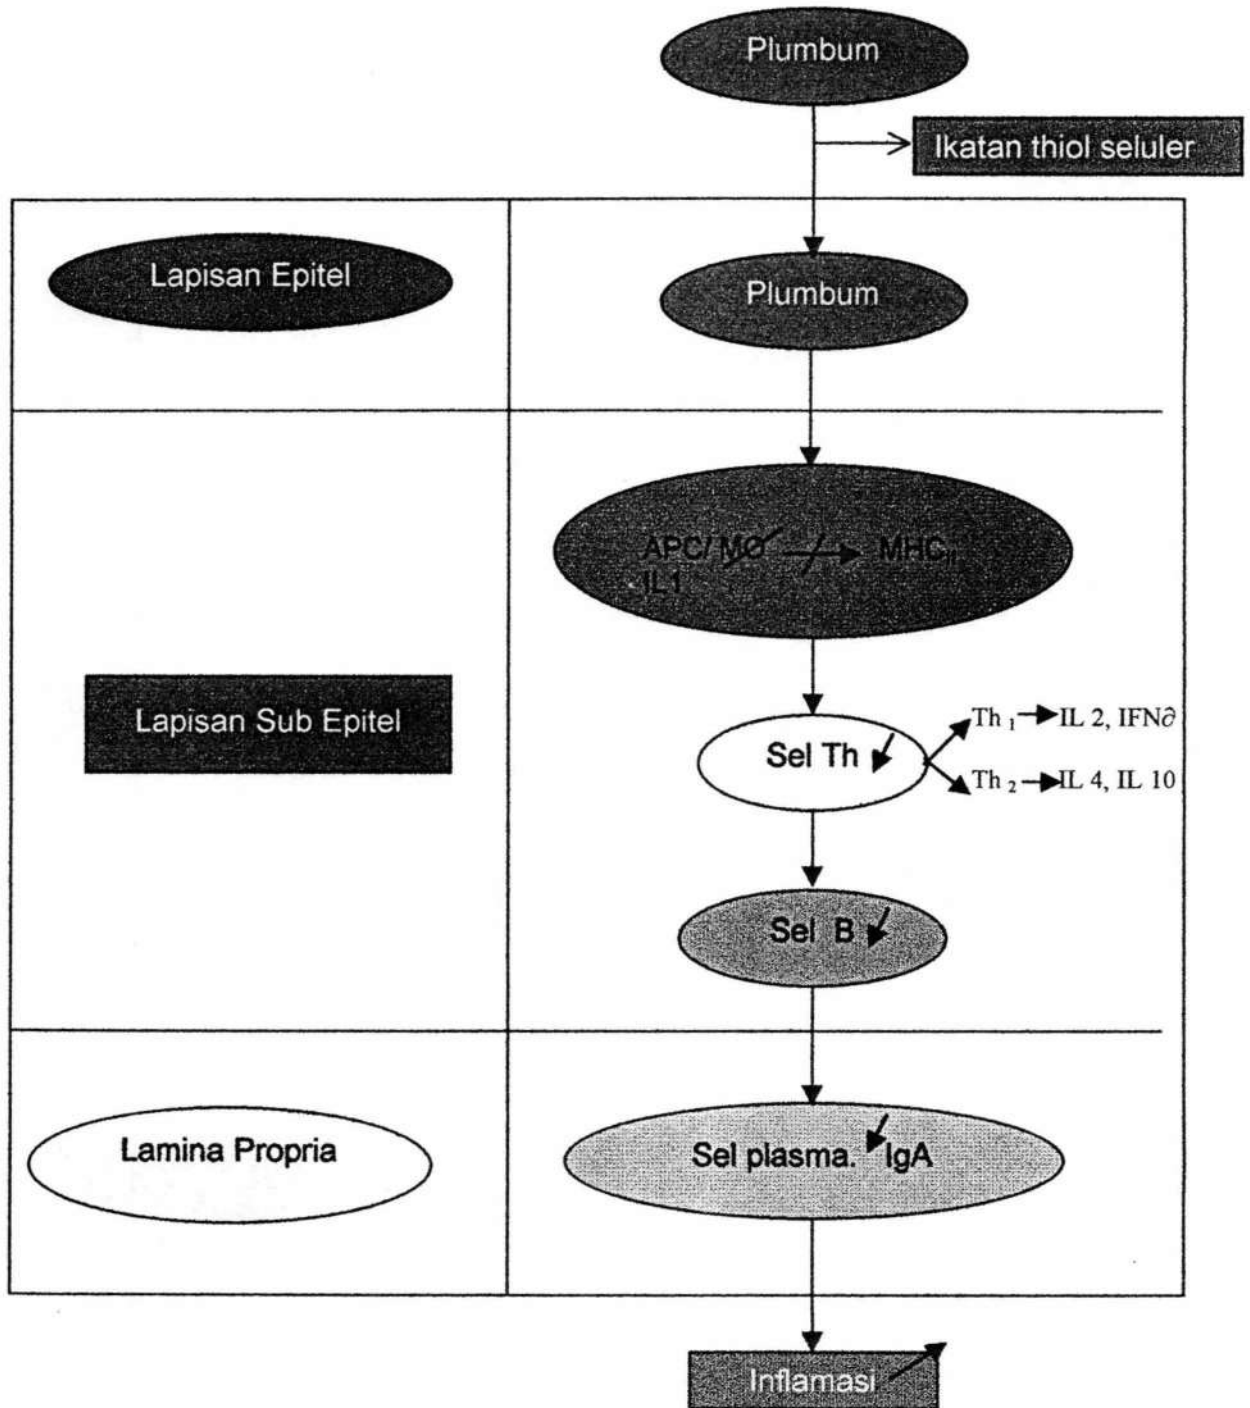 Plumbum
Ikatan thiol seluler
Lapisan Epitel
Plumbum
APC/ MO MHC II
IL1
Lapisan Sub Epitel
Sel Th
Th 1 IL 2, IFN∂
Th 2 IL 4, IL 10
Sel B
Lamina Propria
Sel plasma. IgA
Inflamasi